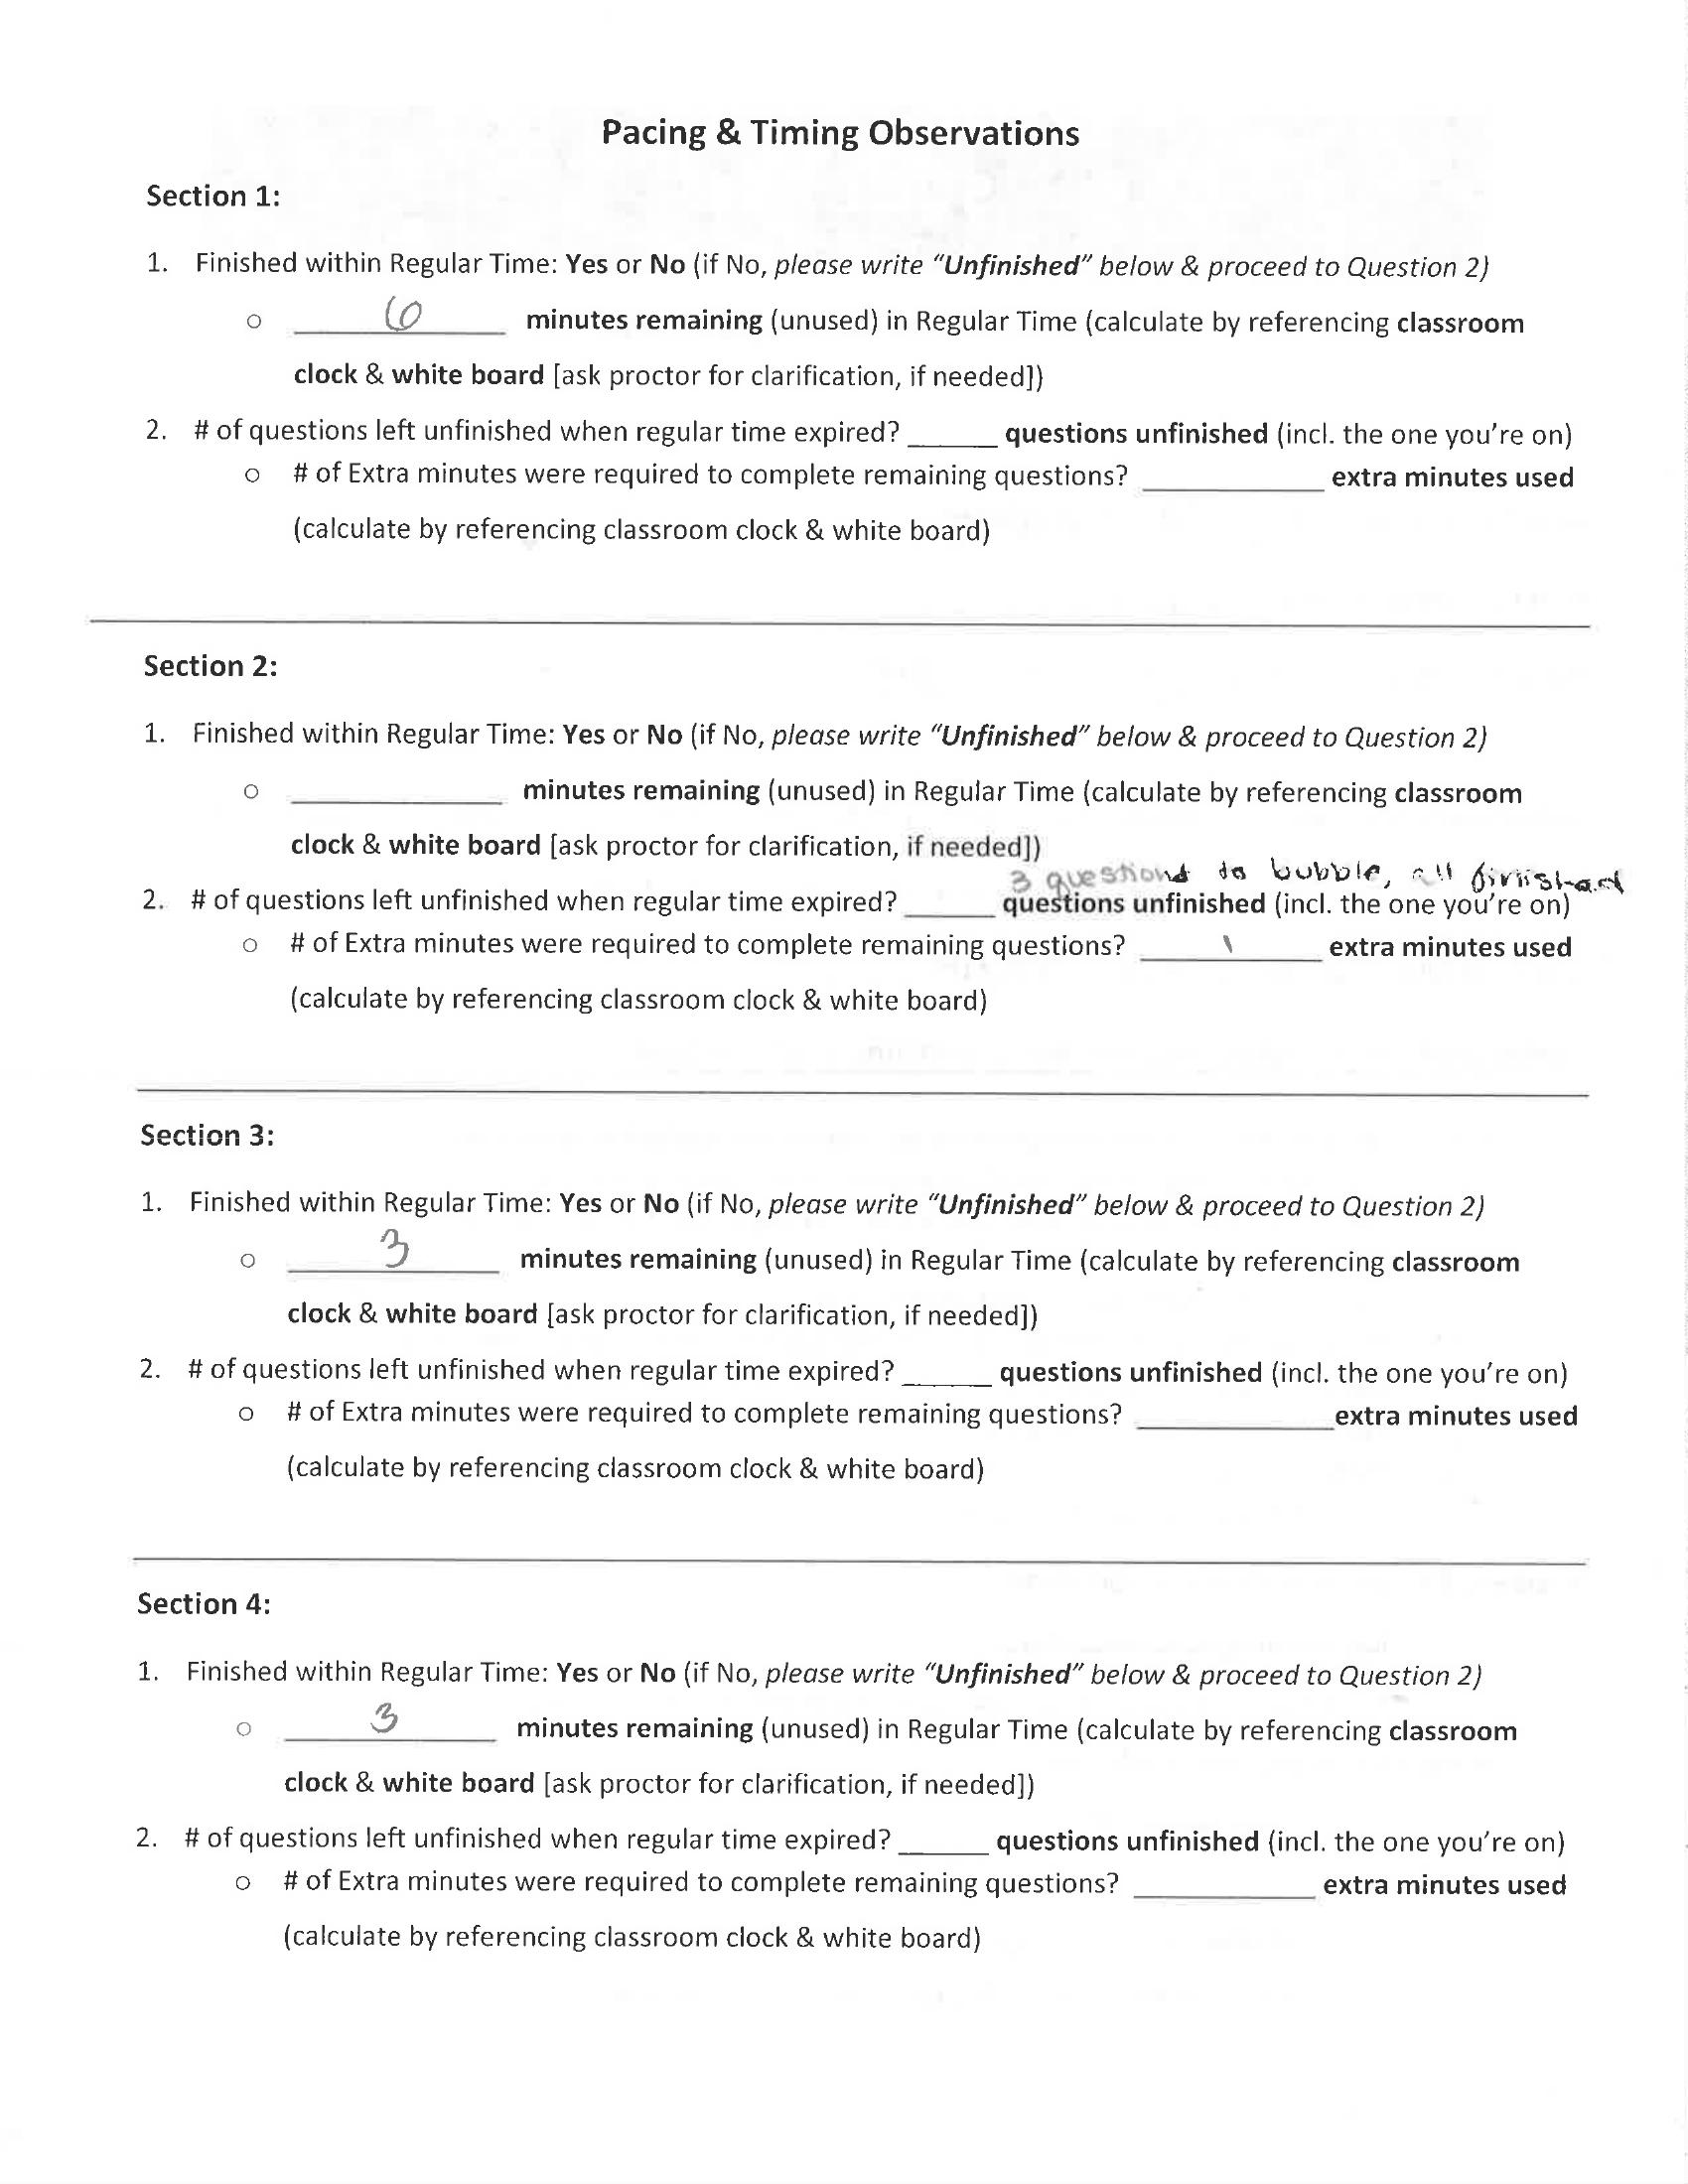 Pacing & Timing Observations
Section 1:
1. Finished within Regular Time: Yes or No (if No, please write “Unfinished” below & proceed to Question 2)
o 6 minutes remaining (unused) in Regular Time (calculate by referencing classroom
clock & white board [ask proctor for clarification, if needed])
2. # of questions left unfinished when regular time expired? ______ questions unfinished (incl. the one you’re on)
o # of Extra minutes were required to complete remaining questions? ____________ extra minutes used
(calculate by referencing classroom clock & white board)
Section 2:
1. Finished within Regular Time: Yes or No (if No, please write “Unfinished” below & proceed to Question 2)
o ______________ minutes remaining (unused) in Regular Time (calculate by referencing classroom
clock & white board [ask proctor for clarification, if needed])
3 questions to bubble, all finished
2. # of questions left unfinished when regular time expired? ______ questions unfinished (incl. the one you’re on)
o # of Extra minutes were required to complete remaining questions? 1 extra minutes used
(calculate by referencing classroom clock & white board)
Section 3:
1. Finished within Regular Time: Yes or No (if No, please write “Unfinished” below & proceed to Question 2)
o 3 minutes remaining (unused) in Regular Time (calculate by referencing classroom
clock & white board [ask proctor for clarification, if needed])
2. # of questions left unfinished when regular time expired? ______ questions unfinished (incl. the one you’re on)
o # of Extra minutes were required to complete remaining questions? _____________extra minutes used
(calculate by referencing classroom clock & white board)
Section 4:
1. Finished within Regular Time: Yes or No (if No, please write “Unfinished” below & proceed to Question 2)
o 3 minutes remaining (unused) in Regular Time (calculate by referencing classroom
clock & white board [ask proctor for clarification, if needed])
2. # of questions left unfinished when regular time expired? ______ questions unfinished (incl. the one you’re on)
o # of Extra minutes were required to complete remaining questions? ____________ extra minutes used
(calculate by referencing classroom clock & white board)